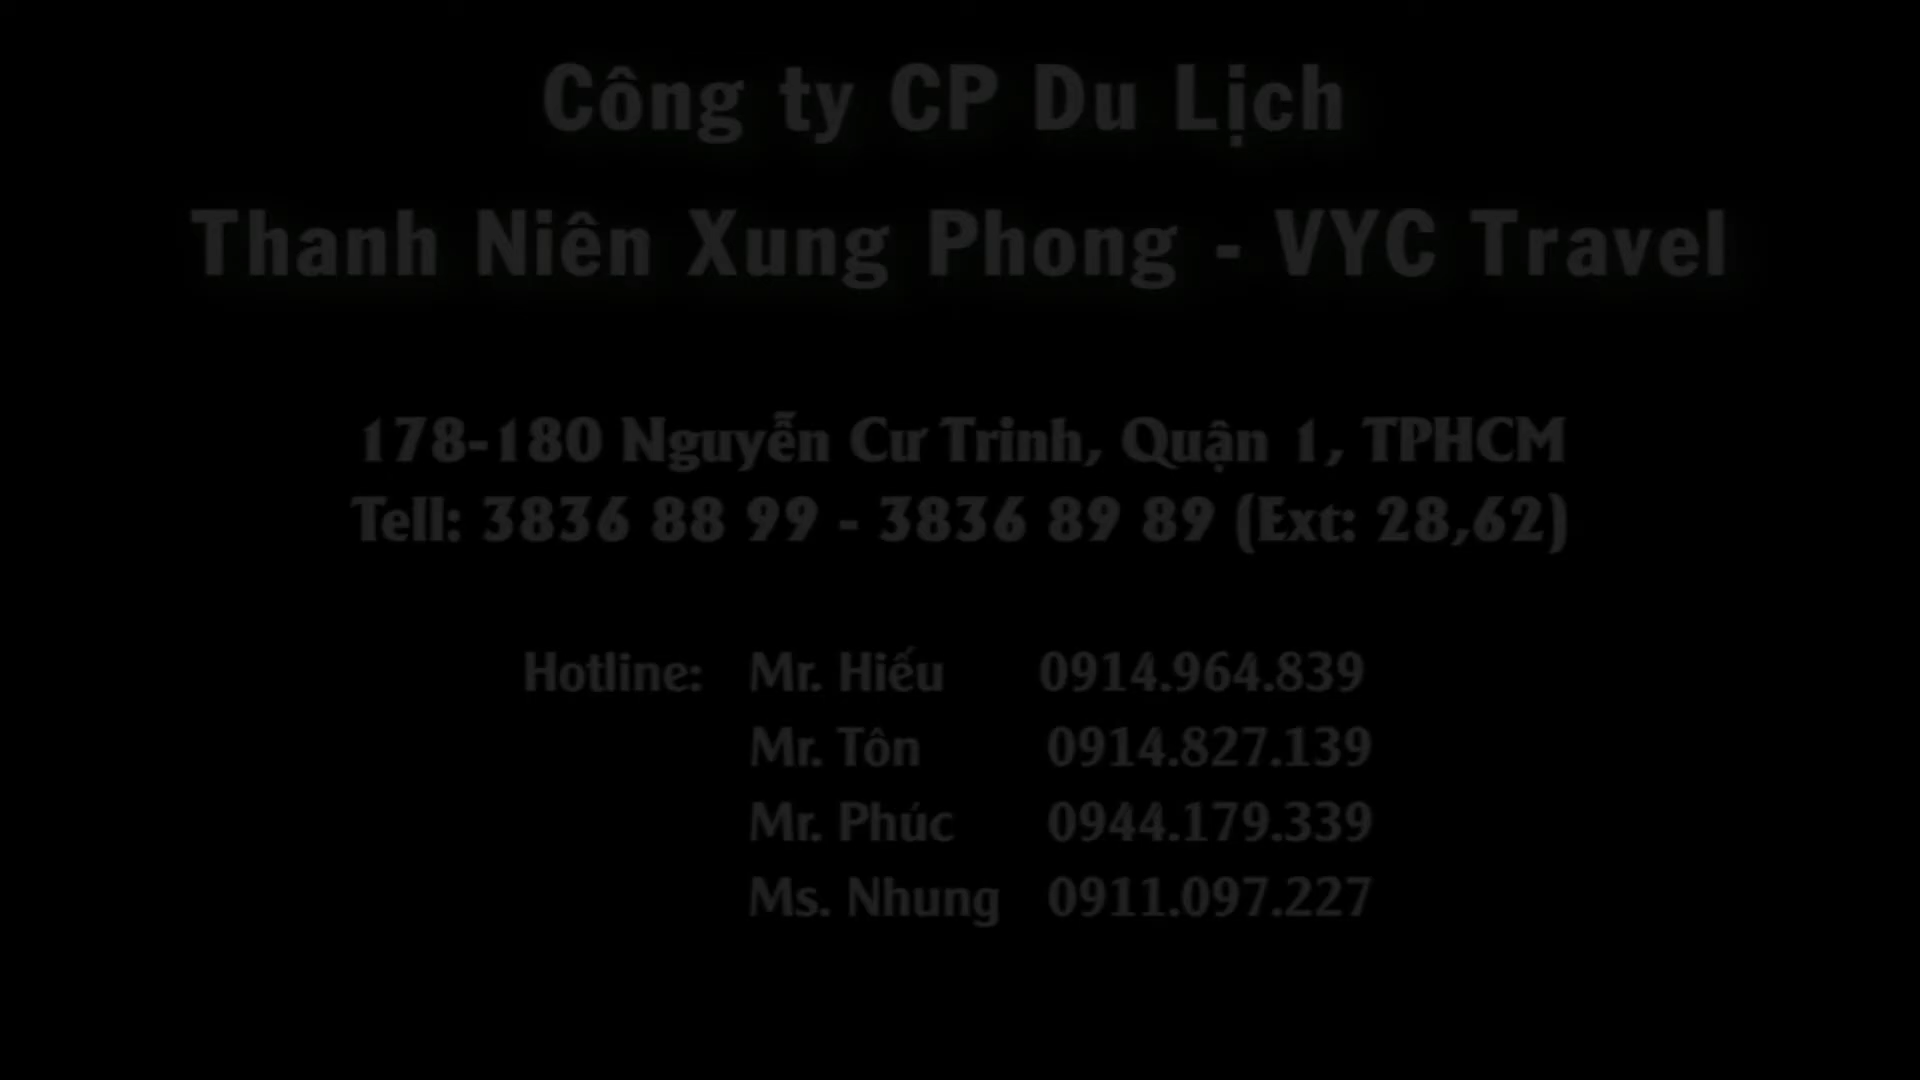 Công ty CP Du Lịch
Thanh Niên Xung Phong - VYC Travel
178-180 Nguyễn Cư Trinh, Quận 1, TPHCM
Tell: 3836 88 99 - 3836 89 89 (Ext: 28,62)
Hotline: Mr. Hiếu 0914.964.839
Mr. Tôn 0914.827.139
Mr. Phúc 0944.179.339
Ms. Nhung 0911.097.227